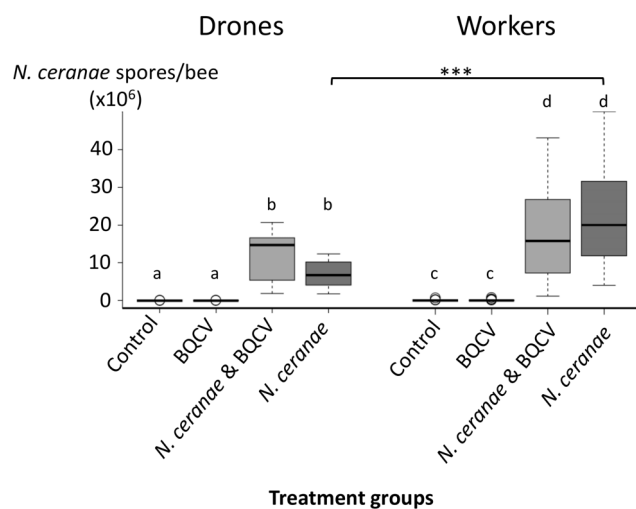 Drones Workers
N. ceranae spores/bee
(x10⁶)
***
d d
40
30
b b
20
10
a a c c
0
Control BQCV N. ceranae & BQCV N. ceranae Control BQCV N. ceranae & BQCV N. ceranae
Treatment groups